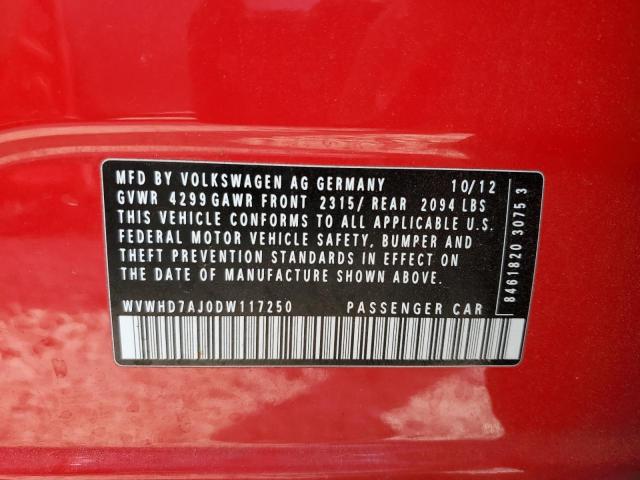 MFD BY VOLKSWAGEN AG GERMANY 10/12
GVWR 4299 GAWR FRONT 2315/ REAR 2094 LBS
THIS VEHICLE CONFORMS TO ALL APPLICABLE U.S.
FEDERAL MOTOR VEHICLE SAFETY, BUMPER AND
THEFT PREVENTION STANDARDS IN EFFECT ON
THE DATE OF MANUFACTURE SHOWN ABOVE.
WVWHD7AJ0DW117250 PASSENGER CAR
8461820 3075 3